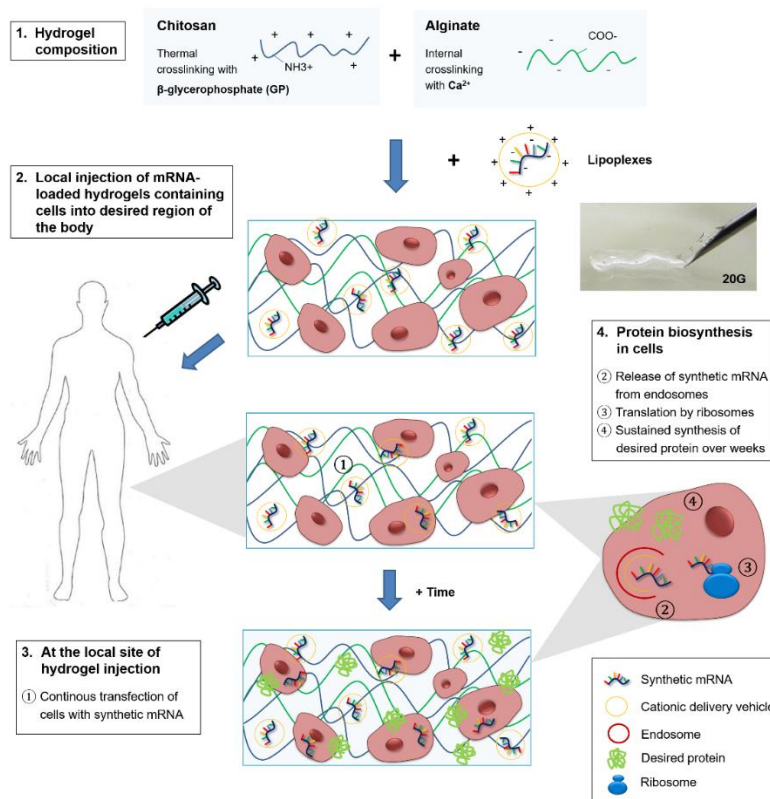 1. Hydrogel
composition
Chitosan
Thermal
crosslinking with
β-glycerophosphate (GP)
+ + + + + +
NH3+
+
Alginate
Internal
crosslinking
with Ca²⁺
COO-
- - - -
+
+ + + + + + + +
- - - -
Lipoplexes
2. Local injection of mRNA-
loaded hydrogels containing
cells into desired region of
the body
20G
4. Protein biosynthesis
in cells
② Release of synthetic mRNA
from endosomes
③ Translation by ribosomes
④ Sustained synthesis of
desired protein over weeks
①
④
③
②
+ Time
3. At the local site of
hydrogel injection
① Continous transfection of
cells with synthetic mRNA
Synthetic mRNA
Cationic delivery vehicle
Endosome
Desired protein
Ribosome